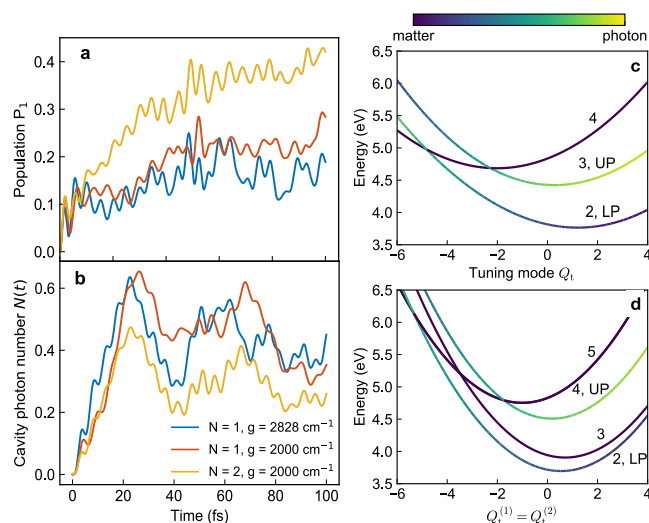 matter photon
a
0.4
0.3
0.2
0.1
0.0
Population P₁
b
0.6
0.4
0.2
0.0
Cavity photon number N(t)
N = 1, g = 2828 cm⁻¹
N = 1, g = 2000 cm⁻¹
N = 2, g = 2000 cm⁻¹
0 20 40 60 80 100
Time (fs)
c
6.5
6.0
5.5
5.0
4.5
4.0
3.5
Energy (eV)
4
3, UP
2, LP
−6 −4 −2 0 2 4
Tuning mode Qₜ
d
6.5
6.0
5.5
5.0
4.5
4.0
3.5
Energy (eV)
5
4, UP
3
2, LP
−6 −4 −2 0 2 4
Qₜ⁽¹⁾ = Qₜ⁽²⁾